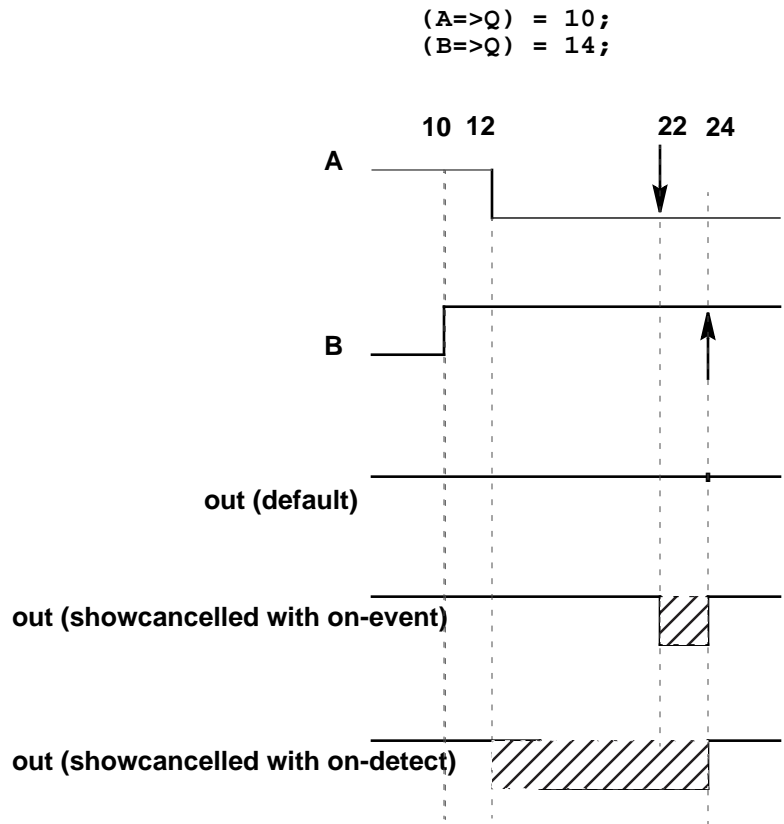 (A=>Q) = 10;
(B=>Q) = 14;
10 12 22 24
A
B
out (default)
out (showcancelled with on-event)
out (showcancelled with on-detect)